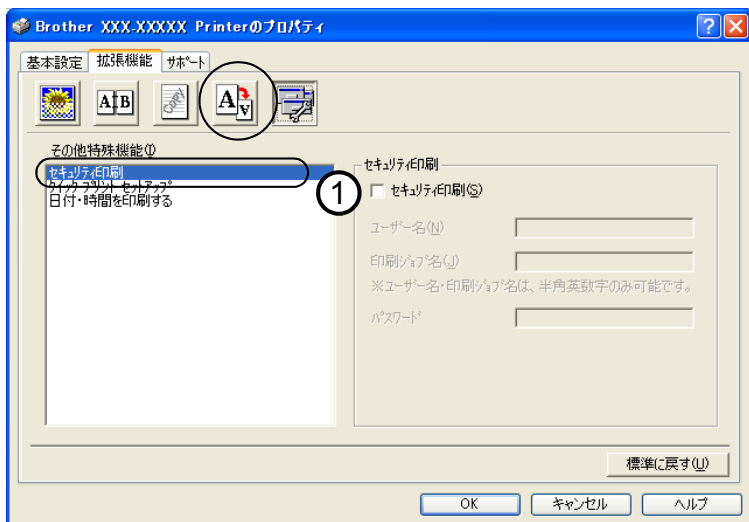 Brother XXX-XXXXX Printerのプロパティ
基本設定 拡張機能 サポート
A B
COPY
A A
その他特殊機能(I)
セキュリティ印刷
クイック プリント セットアップ
日付・時間を印刷する
1
セキュリティ印刷
セキュリティ印刷(S)
ユーザー名(N)
印刷ジョブ名(J)
※ユーザー名・印刷ジョブ名は、半角英数字のみ可能です。
パスワード
標準に戻す(U)
OK キャンセル ヘルプ